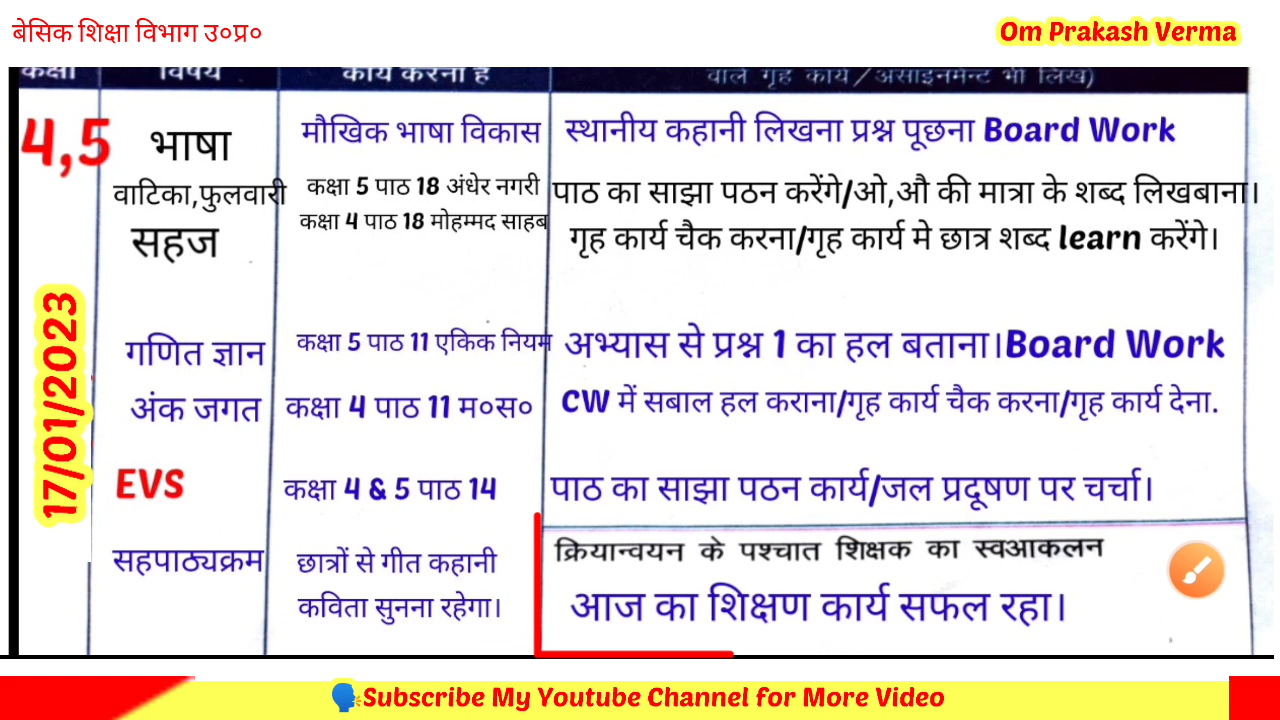 बेसिक शिक्षा विभाग उ०प्र०
Om Prakash Verma
कक्षा विषय कार्य करना है वाले गृह कार्य/असाइनमेन्ट भी लिखें)
4,5 भाषा मौखिक भाषा विकास स्थानीय कहानी लिखना प्रश्न पूछना Board Work
वाटिका,फुलवारी कक्षा 5 पाठ 18 अंधेर नगरी पाठ का साझा पठन करेंगे/ओ,औ की मात्रा के शब्द लिखबाना।
कक्षा 4 पाठ 18 मोहम्मद साहब
सहज गृह कार्य चैक करना/गृह कार्य मे छात्र शब्द learn करेंगे।
17/01/2023
गणित ज्ञान कक्षा 5 पाठ 11 एकिक नियम अभ्यास से प्रश्न 1 का हल बताना।Board Work
अंक जगत कक्षा 4 पाठ 11 म०स० CW में सबाल हल कराना/गृह कार्य चैक करना/गृह कार्य देना.
EVS कक्षा 4 & 5 पाठ 14 पाठ का साझा पठन कार्य/जल प्रदूषण पर चर्चा।
सहपाठ्यक्रम छात्रों से गीत कहानी क्रियान्वयन के पश्चात शिक्षक का स्वआकलन
कविता सुनना रहेगा। आज का शिक्षण कार्य सफल रहा।
Subscribe My Youtube Channel for More Video